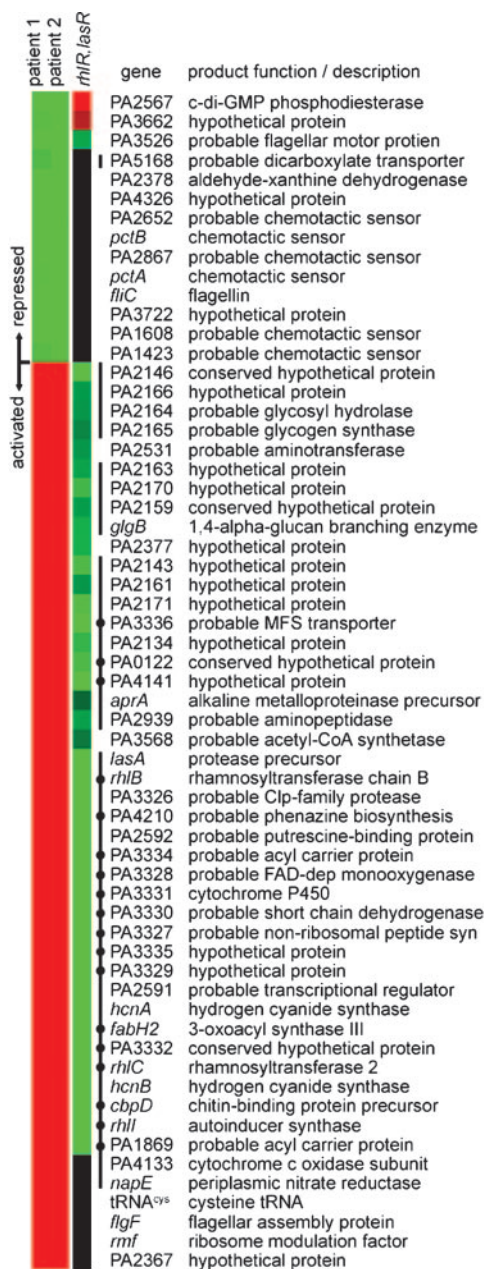 patient 1
patient 2
rhlR,lasR
gene product function / description
PA2567 c-di-GMP phosphodiesterase
PA3662 hypothetical protein
PA3526 probable flagellar motor protien
PA5168 probable dicarboxylate transporter
PA2378 aldehyde-xanthine dehydrogenase
PA4326 hypothetical protein
PA2652 probable chemotactic sensor
pctB chemotactic sensor
PA2867 probable chemotactic sensor
pctA chemotactic sensor
fliC flagellin
PA3722 hypothetical protein
PA1608 probable chemotactic sensor
PA1423 probable chemotactic sensor
repressed
activated
PA2146 conserved hypothetical protein
PA2166 hypothetical protein
PA2164 probable glycosyl hydrolase
PA2165 probable glycogen synthase
PA2531 probable aminotransferase
PA2163 hypothetical protein
PA2170 hypothetical protein
PA2159 conserved hypothetical protein
glgB 1,4-alpha-glucan branching enzyme
PA2377 hypothetical protein
PA2143 hypothetical protein
PA2161 hypothetical protein
PA2171 hypothetical protein
PA3336 probable MFS transporter
PA2134 hypothetical protein
PA0122 conserved hypothetical protein
PA4141 hypothetical protein
aprA alkaline metalloproteinase precursor
PA2939 probable aminopeptidase
PA3568 probable acetyl-CoA synthetase
lasA protease precursor
rhlB rhamnosyltransferase chain B
PA3326 probable Clp-family protease
PA4210 probable phenazine biosynthesis
PA2592 probable putrescine-binding protein
PA3334 probable acyl carrier protein
PA3328 probable FAD-dep monooxygenase
PA3331 cytochrome P450
PA3330 probable short chain dehydrogenase
PA3327 probable non-ribosomal peptide syn
PA3335 hypothetical protein
PA3329 hypothetical protein
PA2591 probable transcriptional regulator
hcnA hydrogen cyanide synthase
fabH2 3-oxoacyl synthase III
PA3332 conserved hypothetical protein
rhlC rhamnosyltransferase 2
hcnB hydrogen cyanide synthase
cbpD chitin-binding protein precursor
rhlI autoinducer synthase
PA1869 probable acyl carrier protein
PA4133 cytochrome c oxidase subunit
napE periplasmic nitrate reductase
tRNAcys cysteine tRNA
flgF flagellar assembly protein
rmf ribosome modulation factor
PA2367 hypothetical protein